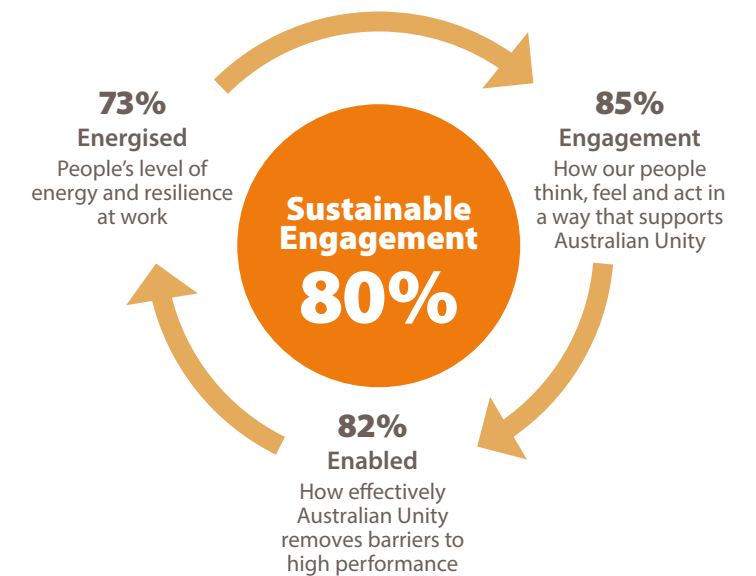 73%
Energised
People’s level of
energy and resilience
at work
85%
Engagement
How our people
think, feel and act in
a way that supports
Australian Unity
Sustainable
Engagement
80%
82%
Enabled
How effectively
Australian Unity
removes barriers to
high performance